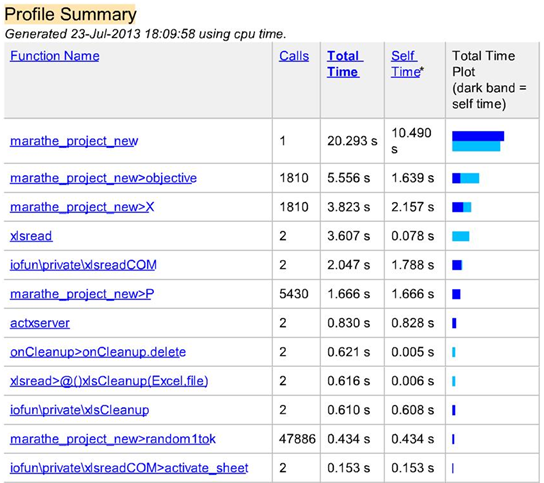 Profile Summary
Generated 23-Jul-2013 18:09:58 using cpu time.
Function Name Calls Total Time Self Time* Total Time Plot (dark band = self time)
marathe_project_new 1 20.293 s 10.490 s
marathe_project_new>objective 1810 5.556 s 1.639 s
marathe_project_new>X 1810 3.823 s 2.157 s
xlsread 2 3.607 s 0.078 s
iofun\private\xlsreadCOM 2 2.047 s 1.788 s
marathe_project_new>P 5430 1.666 s 1.666 s
actxserver 2 0.830 s 0.828 s
onCleanup>onCleanup.delete 2 0.621 s 0.005 s
xlsread>@()xlsCleanup(Excel,file) 2 0.616 s 0.006 s
iofun\private\xlsCleanup 2 0.610 s 0.608 s
marathe_project_new>random1tok 47886 0.434 s 0.434 s
iofun\private\xlsreadCOM>activate_sheet 2 0.153 s 0.153 s